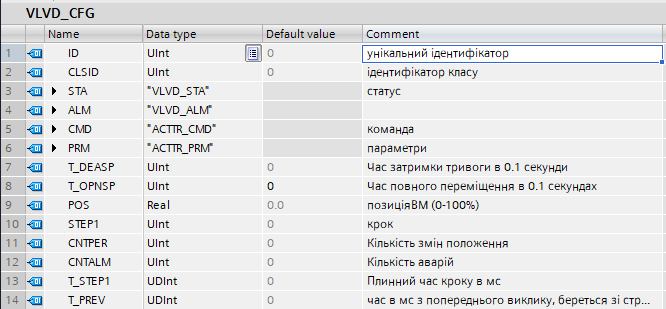 VLVD_CFG
Name Data type Default value Comment
1 ID UInt 0 унікальний ідентифікатор
2 CLSID UInt 0 ідентифікатор класу
3 STA "VLVD_STA" статус
4 ALM "VLVD_ALM"
5 CMD "ACTTR_CMD" команда
6 PRM "ACTTR_PRM" параметри
7 T_DEASP UInt 0 Час затримки тривоги в 0.1 секунди
8 T_OPNSP UInt 0 Час повного переміщення в 0.1 секундах
9 POS Real 0.0 позиціяВМ (0-100%)
10 STEP1 UInt 0 крок
11 CNTPER UInt 0 Кількість змін положення
12 CNTALM UInt 0 Кількість аварій
13 T_STEP1 UDInt 0 Плинний час кроку в мс
14 T_PREV UDInt 0 час в мс з попереднього виклику, береться зі стр...